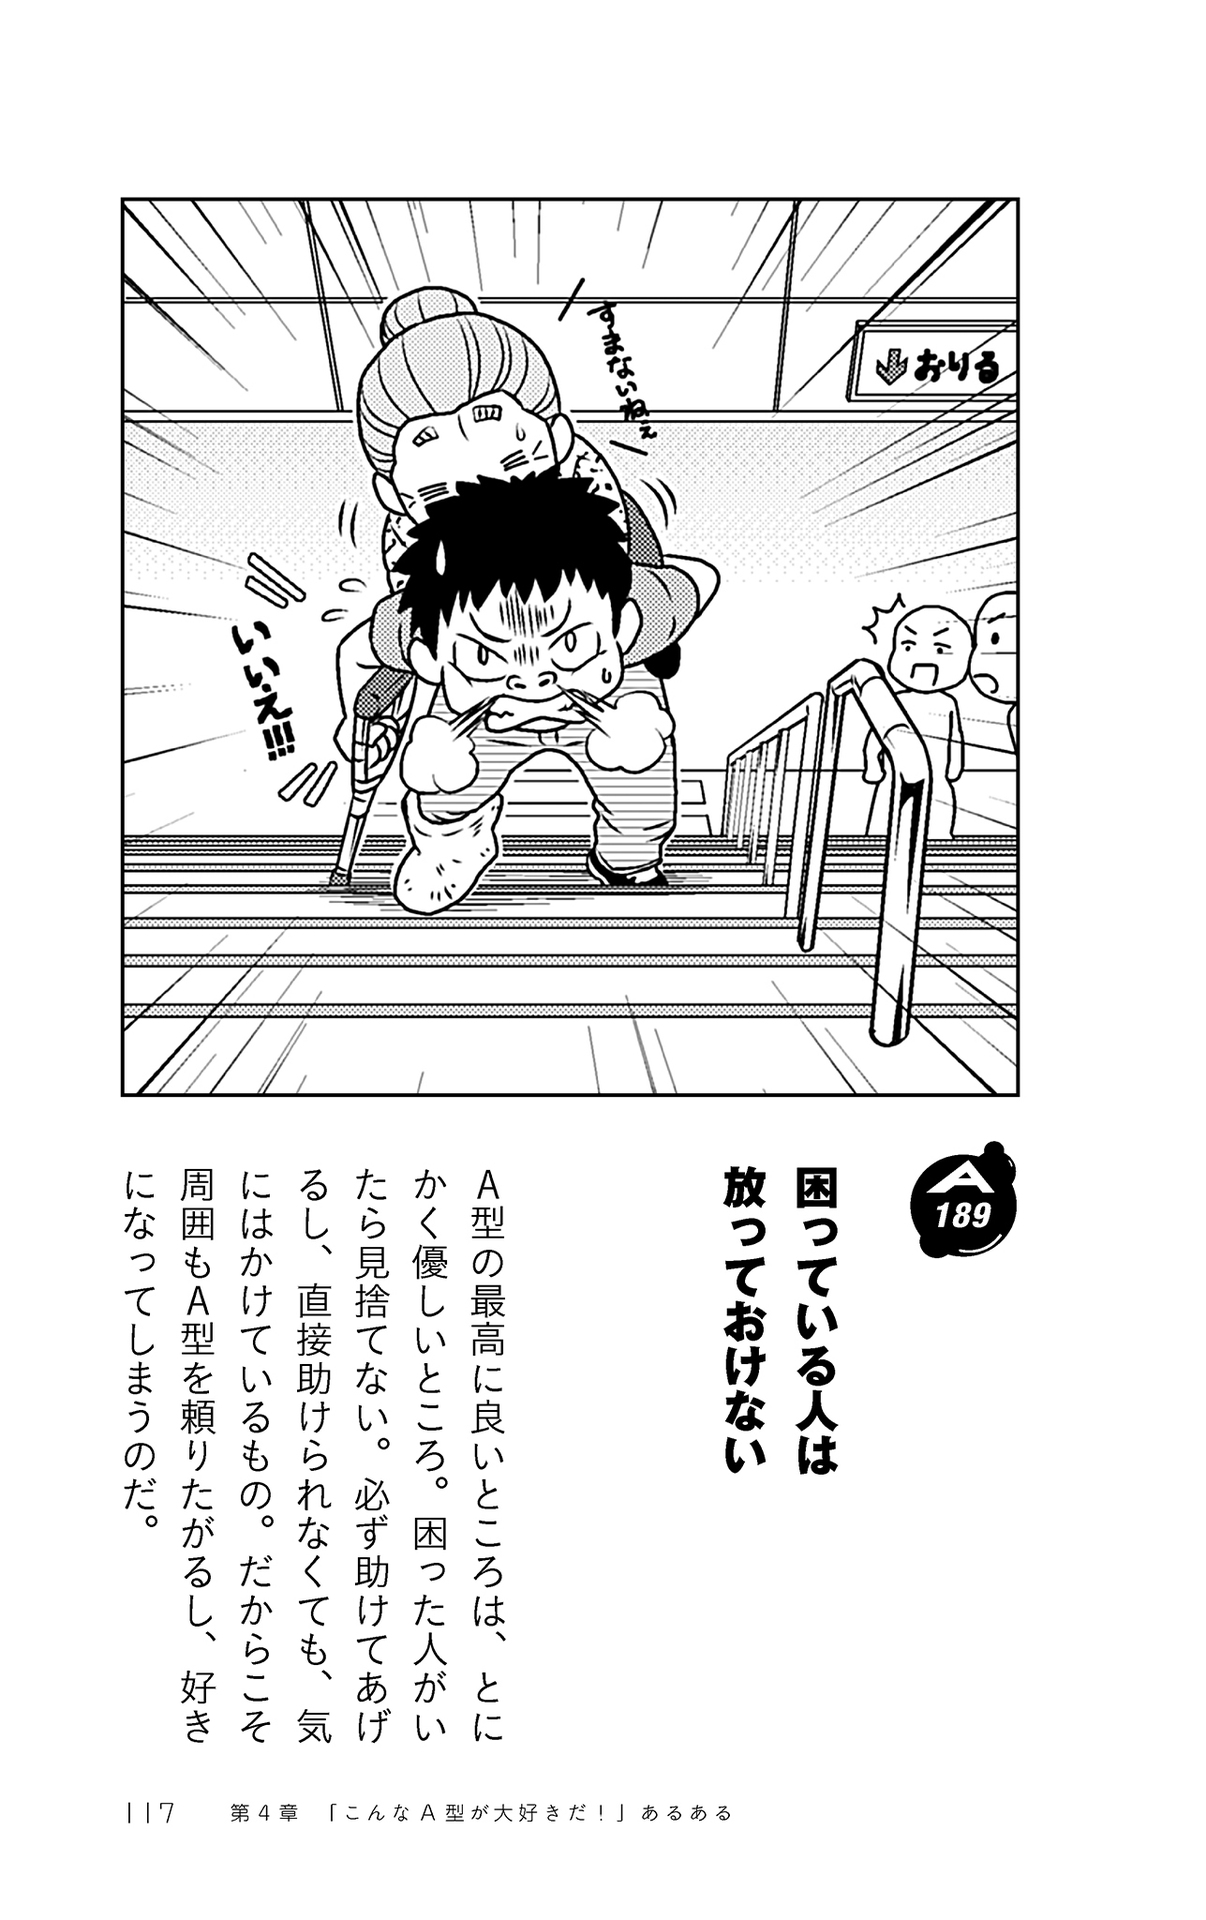 すまないねぇ
おりる
いいえ!!!
A
189
困っている人は
放っておけない
A型の最高に良いところは、とに
かく優しいところ。困った人がい
たら見捨てない。必ず助けてあげ
るし、直接助けられなくても、気
にはかけているもの。だからこそ
周囲もA型を頼りたがるし、好き
になってしまうのだ。
117 第4章 「こんなA型が大好きだ!」あるある